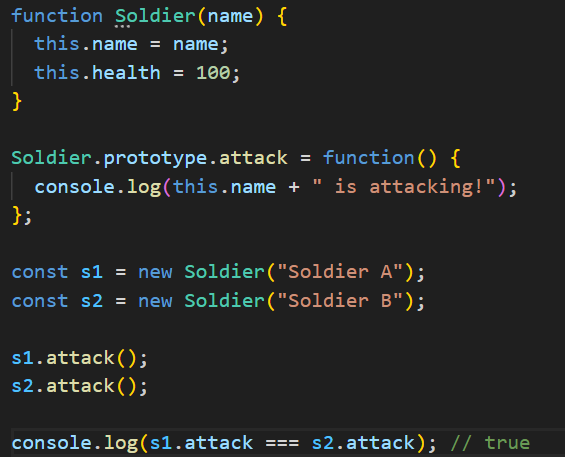 function Soldier(name) {
  this.name = name;
  this.health = 100;
}

Soldier.prototype.attack = function() {
  console.log(this.name + " is attacking!");
};

const s1 = new Soldier("Soldier A");
const s2 = new Soldier("Soldier B");

s1.attack();
s2.attack();

console.log(s1.attack === s2.attack); // true